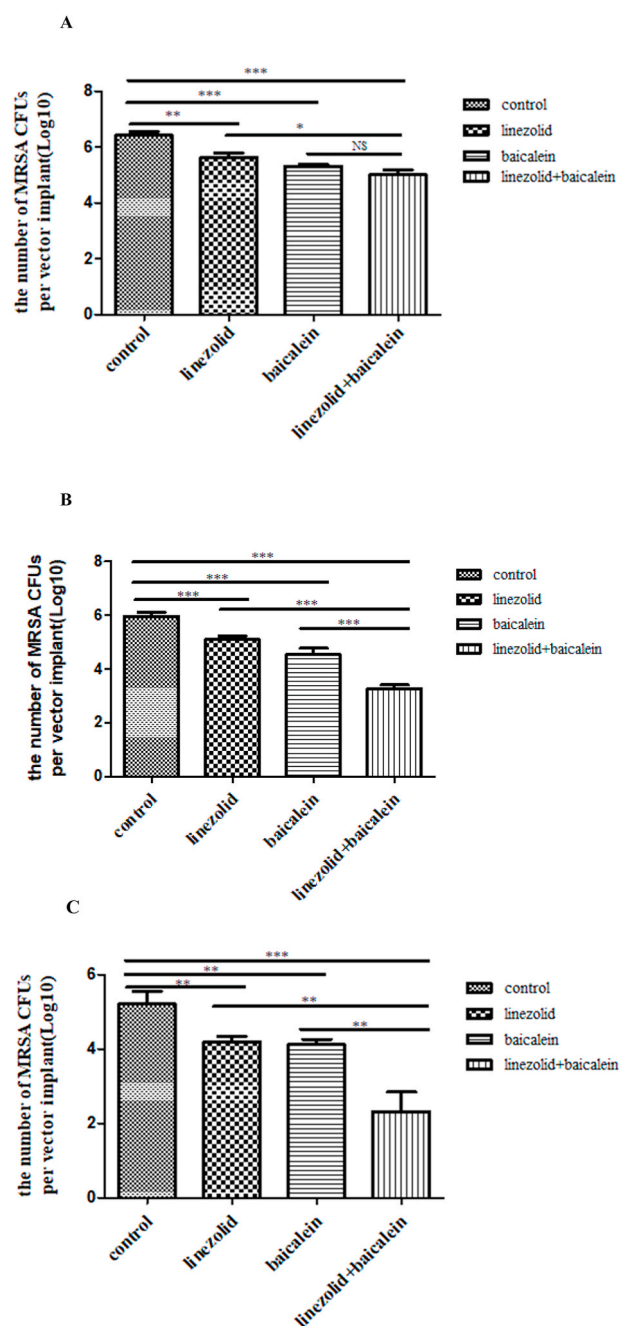 A
the number of MRSA CFUs
per vector implant(Log10)
8
6
4
2
0
***
***
**
*
NS
control
linezolid
baicalein
linezolid+baicalein
control
linezolid
baicalein
linezolid+baicalein
B
the number of MRSA CFUs
per vector implant(Log10)
8
6
4
2
0
***
***
***
***
***
control
linezolid
baicalein
linezolid+baicalein
control
linezolid
baicalein
linezolid+baicalein
C
the number of MRSA CFUs
per vector implant(Log10)
6
4
2
0
***
**
**
**
**
control
linezolid
baicalein
linezolid+baicalein
control
linezolid
baicalein
linezolid+baicalein